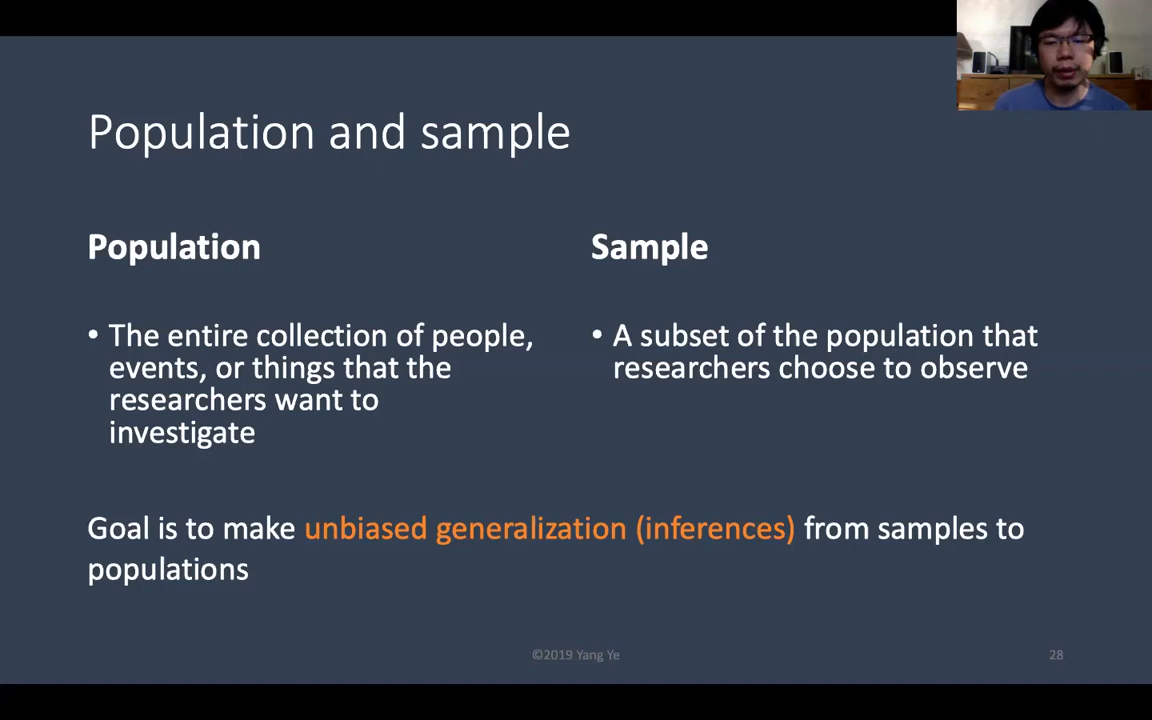 Population and sample
Population
• The entire collection of people,
events, or things that the
researchers want to
investigate
Sample
• A subset of the population that
researchers choose to observe
Goal is to make unbiased generalization (inferences) from samples to
populations
©2019 Yang Ye
28